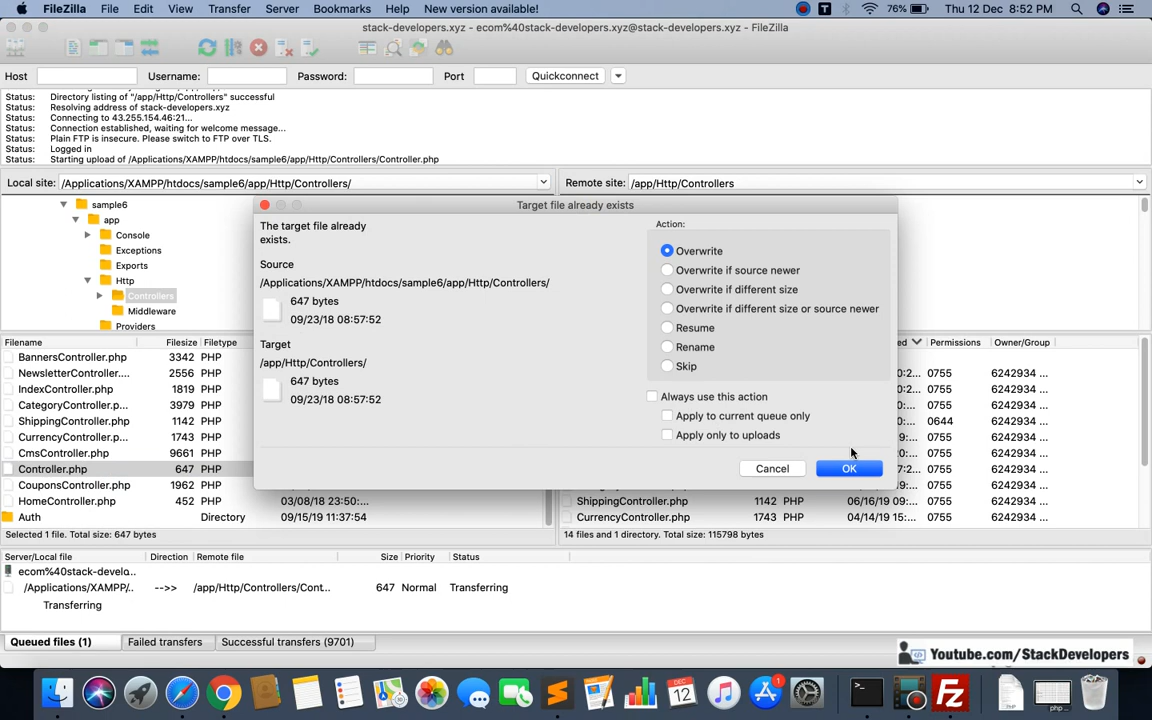 FileZilla File Edit View Transfer Server Bookmarks Help New version available! T 76% Thu 12 Dec 8:52 PM
stack-developers.xyz - ecom%40stack-developers.xyz@stack-developers.xyz - FileZilla
Host Username: Password: Port Quickconnect
Status: Directory listing of "/app/Http/Controllers" successful
Status: Resolving address of stack-developers.xyz
Status: Connecting to 43.255.154.46:21...
Status: Connection established, waiting for welcome message...
Status: Plain FTP is insecure. Please switch to FTP over TLS.
Status: Logged in
Status: Starting upload of /Applications/XAMPP/htdocs/sample6/app/Http/Controllers/Controller.php
Local site: /Applications/XAMPP/htdocs/sample6/app/Http/Controllers/
Remote site: /app/Http/Controllers
sample6
app
Console
Exceptions
Exports
Http
Controllers
Middleware
Providers
Target file already exists
The target file already
exists.
Source
/Applications/XAMPP/htdocs/sample6/app/Http/Controllers/
647 bytes
09/23/18 08:57:52
Target
/app/Http/Controllers/
647 bytes
09/23/18 08:57:52
Action:
Overwrite
Overwrite if source newer
Overwrite if different size
Overwrite if different size or source newer
Resume
Rename
Skip
Always use this action
Apply to current queue only
Apply only to uploads
Cancel OK
Filename Filesize Filetype
BannersController.php 3342 PHP
NewsletterController.... 2556 PHP
IndexController.php 1819 PHP
CategoryController.p... 3979 PHP
ShippingController.php 1142 PHP
CurrencyController.p... 1743 PHP
CmsController.php 9661 PHP
Controller.php 647 PHP
CouponsController.php 1962 PHP
HomeController.php 452 PHP 03/08/18 23:50:...
Auth Directory 09/15/19 11:37:54
Selected 1 file. Total size: 647 bytes
ed Permissions Owner/Group
0:2... 0755 6242934 ...
0:... 0755 6242934 ...
0:... 0755 6242934 ...
:... 0644 6242934 ...
9:... 0755 6242934 ...
20:... 0755 6242934 ...
7:2... 0755 6242934 ...
0755 6242934 ...
ShippingController.php 1142 PHP 06/16/19 09:... 0755 6242934 ...
CurrencyController.php 1743 PHP 04/14/19 15:... 0755 6242934 ...
14 files and 1 directory. Total size: 115798 bytes
Server/Local file Direction Remote file Size Priority Status
ecom%40stack-develo...
/Applications/XAMPP/.. -->> /app/Http/Controllers/Cont... 647 Normal Transferring
Transferring
Queued files (1) Failed transfers Successful transfers (9701)
Youtube.com/StackDevelopers
DEC
12
1
Fz
PHP
php